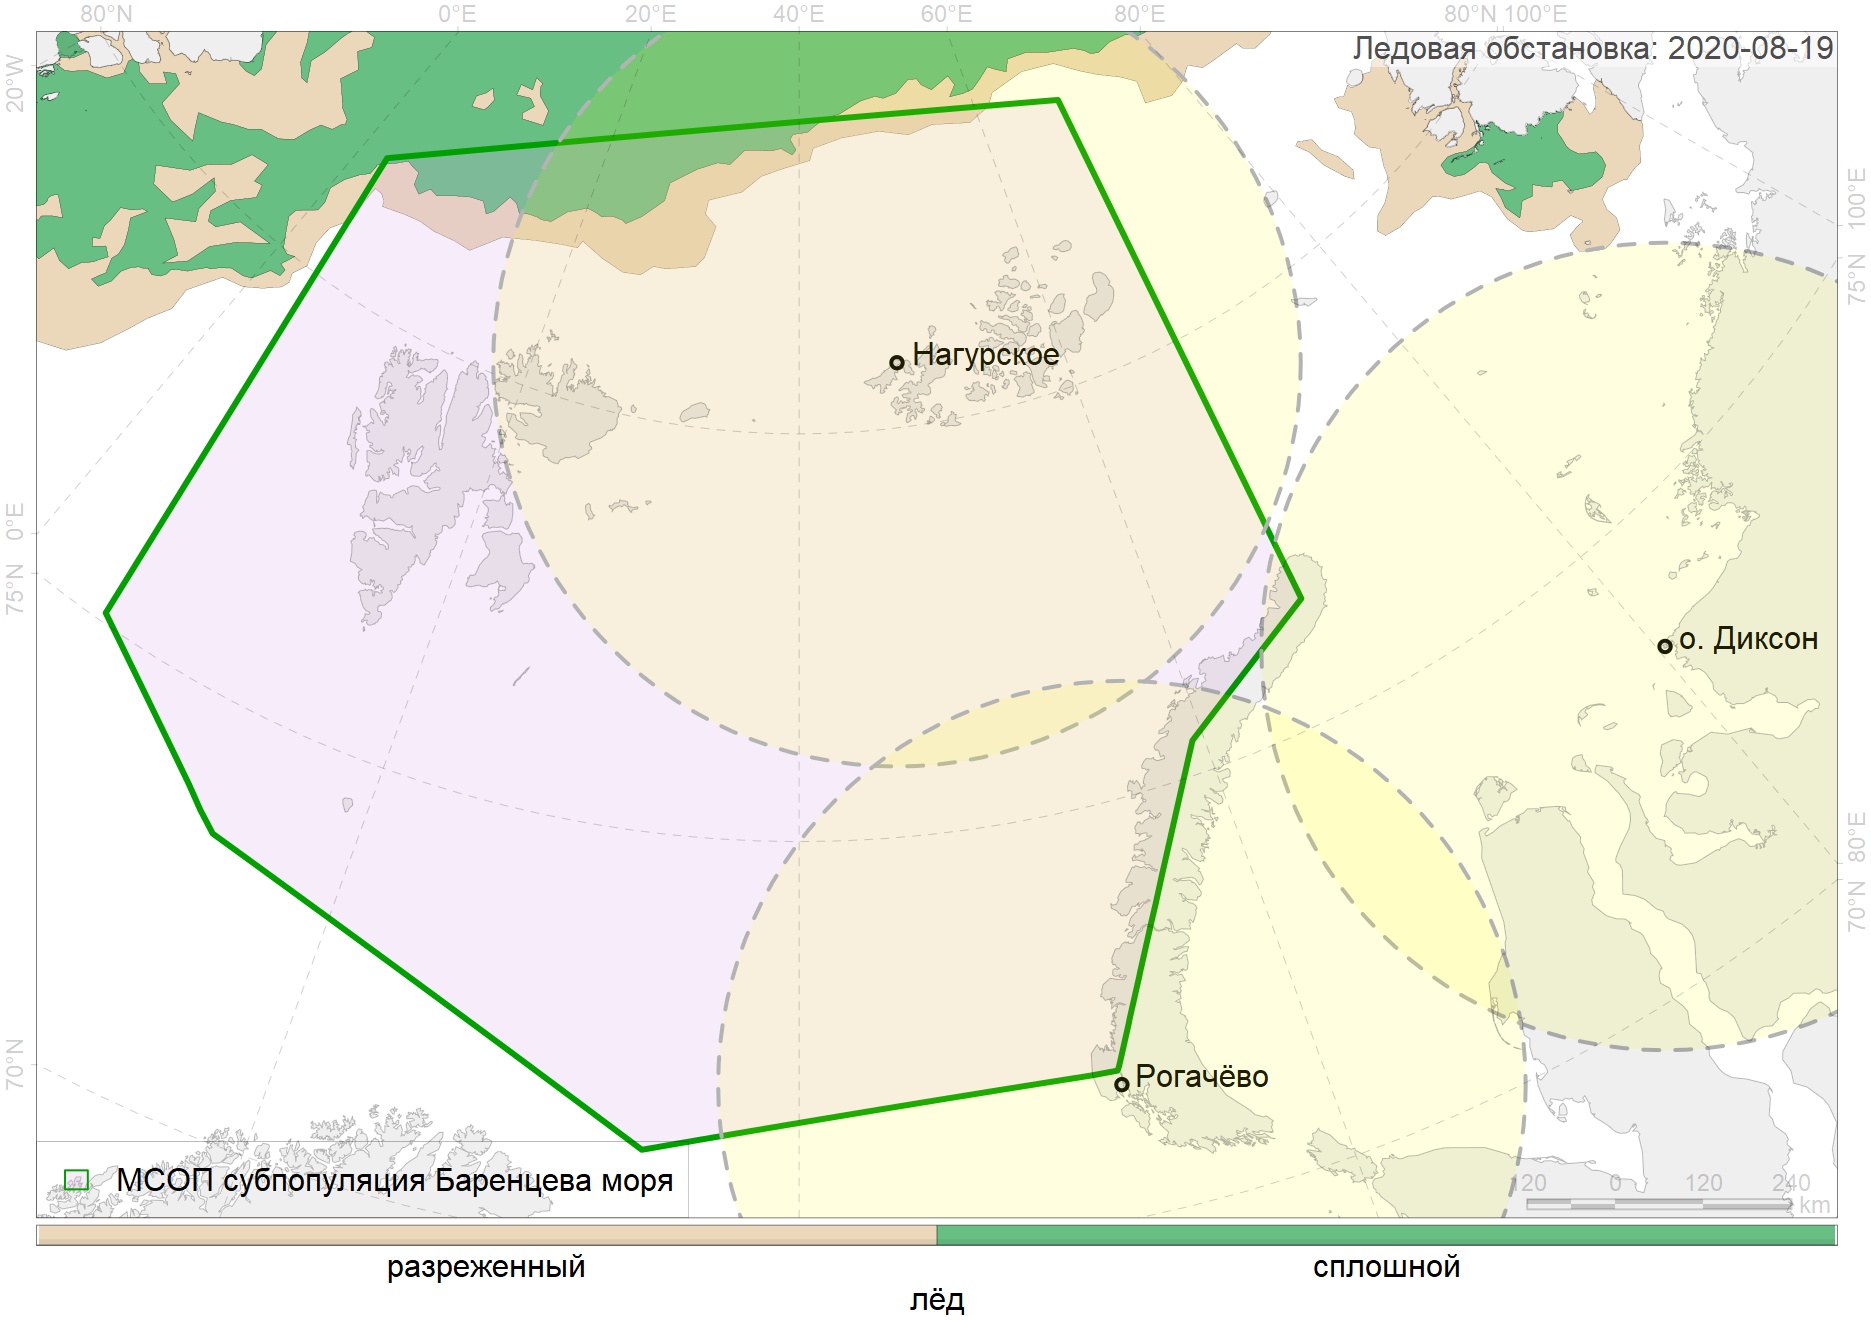 80°N 0°E 20°E 40°E 60°E 80°E 80°N 100°E
Ледовая обстановка: 2020-08-19
20°W
100°E
75°N
Нагурское
0°E
75°N
о. Диксон
80°E
70°N
70°N
Рогачёво
МСОП субпопуляция Баренцева моря
120 0 120 240
km
разреженный сплошной
лёд